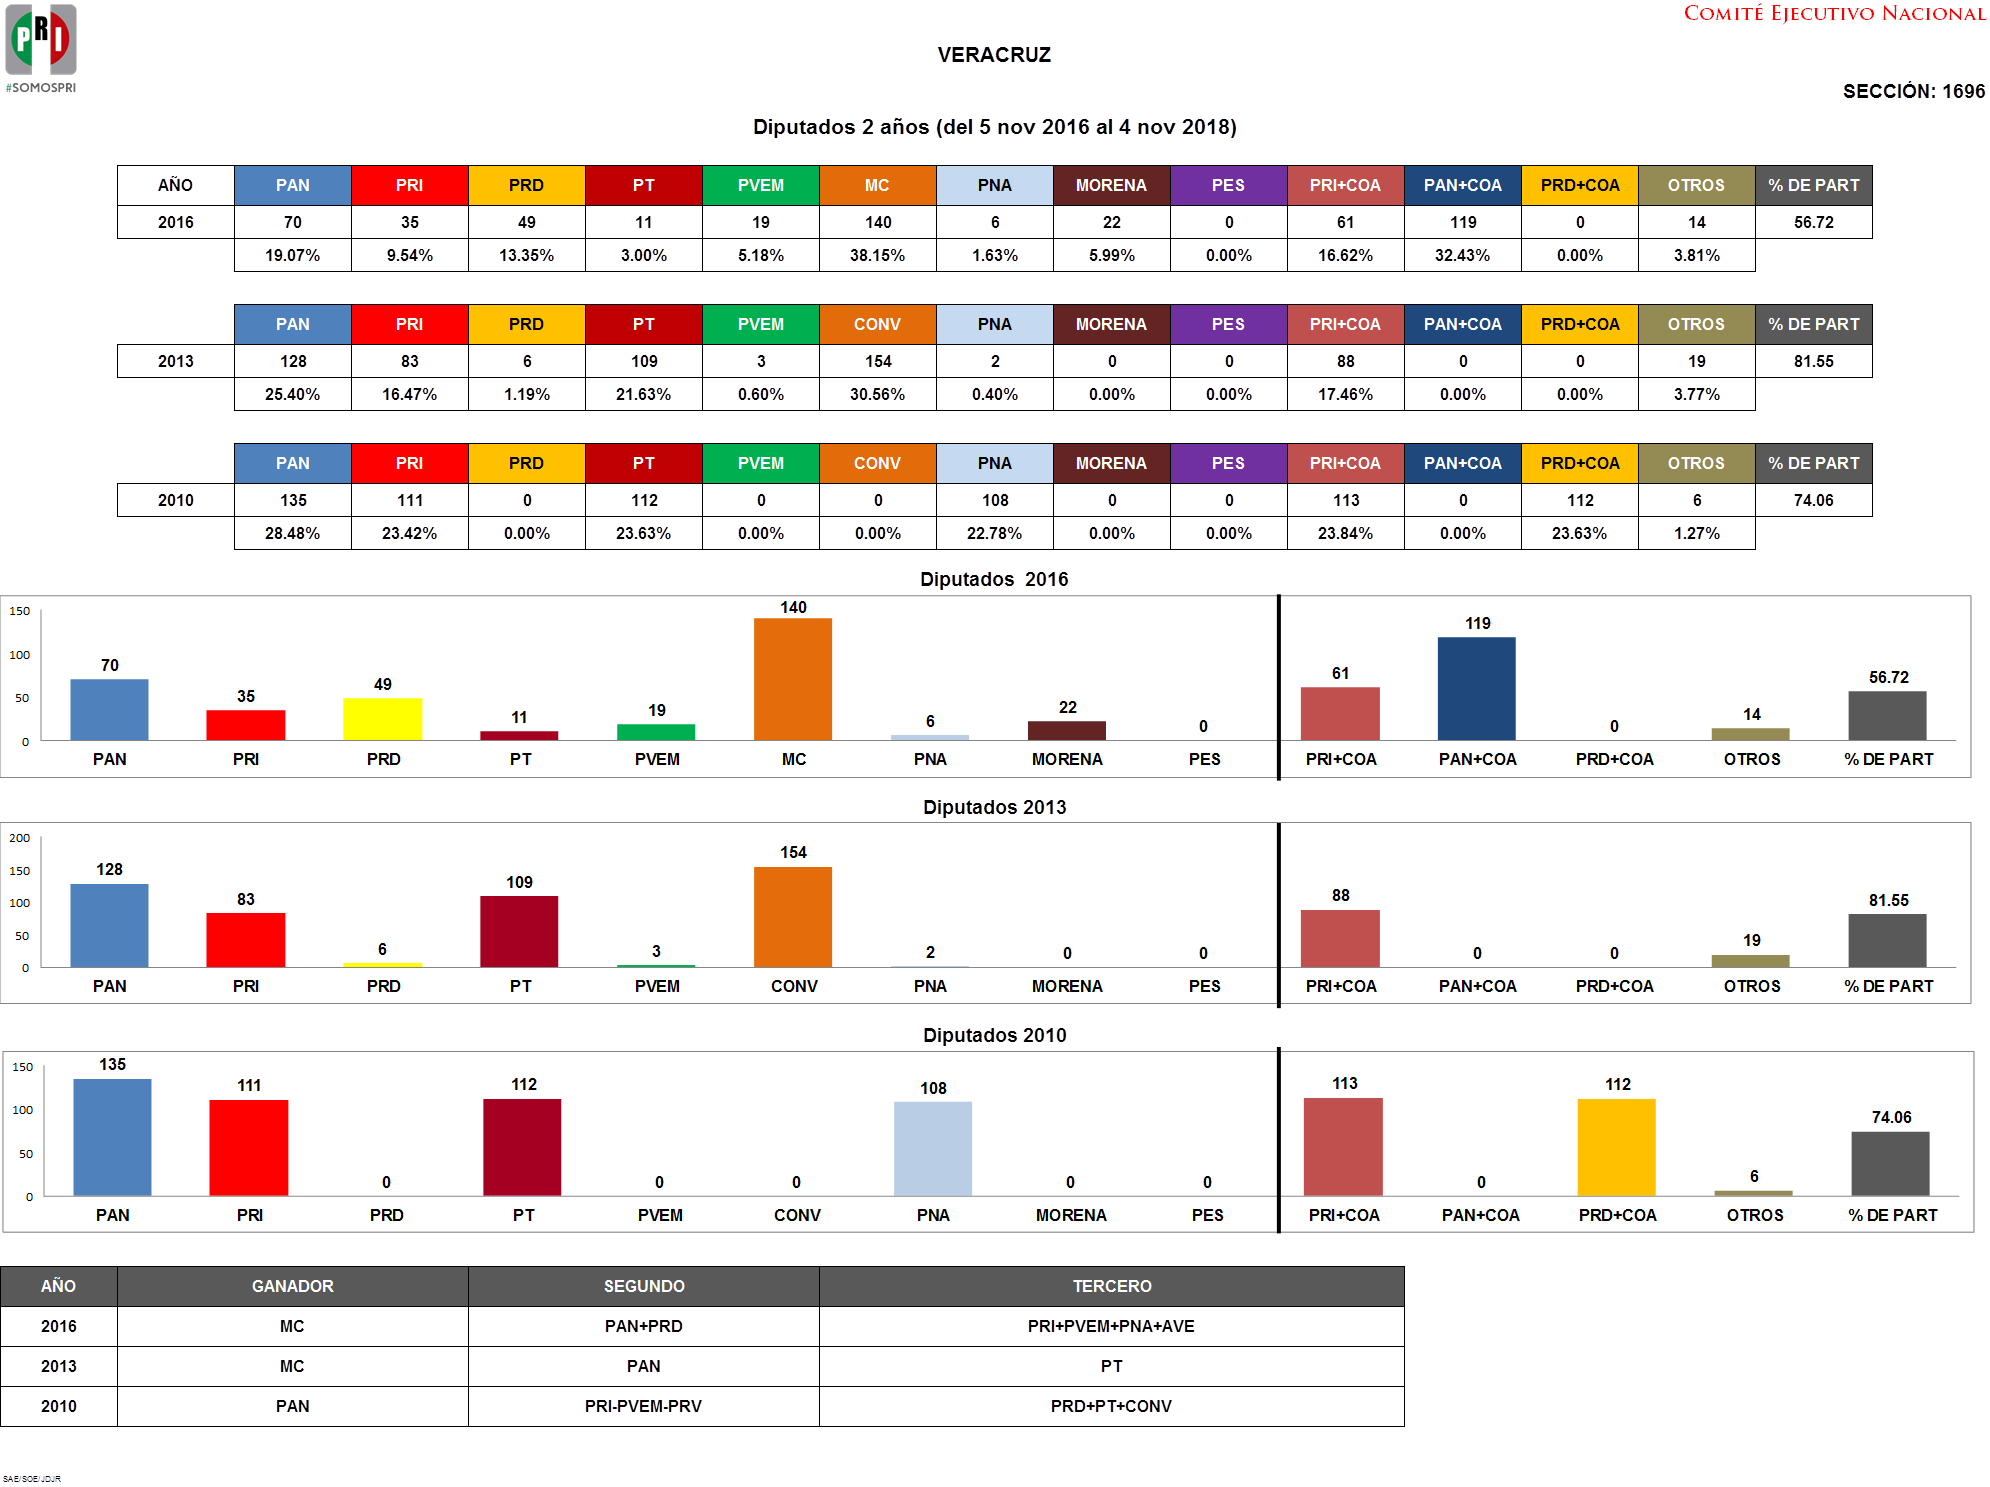 PRI
#SOMOSPRI
COMITÉ EJECUTIVO NACIONAL
VERACRUZ
SECCIÓN: 1696
Diputados 2 años (del 5 nov 2016 al 4 nov 2018)
AÑO PAN PRI PRD PT PVEM MC PNA MORENA PES PRI+COA PAN+COA PRD+COA OTROS % DE PART
2016 70 35 49 11 19 140 6 22 0 61 119 0 14 56.72
19.07% 9.54% 13.35% 3.00% 5.18% 38.15% 1.63% 5.99% 0.00% 16.62% 32.43% 0.00% 3.81%
PAN PRI PRD PT PVEM CONV PNA MORENA PES PRI+COA PAN+COA PRD+COA OTROS % DE PART
2013 128 83 6 109 3 154 2 0 0 88 0 0 19 81.55
25.40% 16.47% 1.19% 21.63% 0.60% 30.56% 0.40% 0.00% 0.00% 17.46% 0.00% 0.00% 3.77%
PAN PRI PRD PT PVEM CONV PNA MORENA PES PRI+COA PAN+COA PRD+COA OTROS % DE PART
2010 135 111 0 112 0 0 108 0 0 113 0 112 6 74.06
28.48% 23.42% 0.00% 23.63% 0.00% 0.00% 22.78% 0.00% 0.00% 23.84% 0.00% 23.63% 1.27%
Diputados 2016
150
100
50
0
70 35 49 11 19 140 6 22 0 61 119 0 14 56.72
PAN PRI PRD PT PVEM MC PNA MORENA PES PRI+COA PAN+COA PRD+COA OTROS % DE PART
Diputados 2013
200
150
100
50
0
128 83 6 109 3 154 2 0 0 88 0 0 19 81.55
PAN PRI PRD PT PVEM CONV PNA MORENA PES PRI+COA PAN+COA PRD+COA OTROS % DE PART
Diputados 2010
150
100
50
0
135 111 0 112 0 0 108 0 0 113 0 112 6 74.06
PAN PRI PRD PT PVEM CONV PNA MORENA PES PRI+COA PAN+COA PRD+COA OTROS % DE PART
AÑO GANADOR SEGUNDO TERCERO
2016 MC PAN+PRD PRI+PVEM+PNA+AVE
2013 MC PAN PT
2010 PAN PRI-PVEM-PRV PRD+PT+CONV
SAE/SOE/JDJR